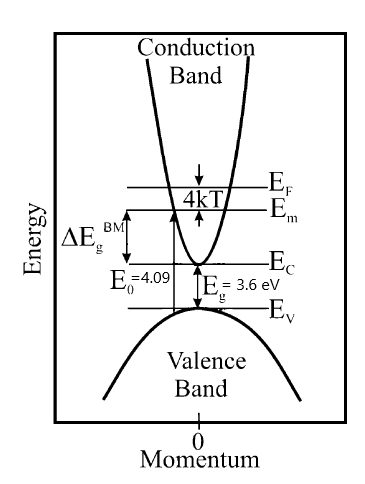 Conduction
Band
E_F
4kT
E_m
ΔE_g^BM
E_C
E_0=4.09
E_g= 3.6 eV
E_V
Valence
Band
Energy
0
Momentum